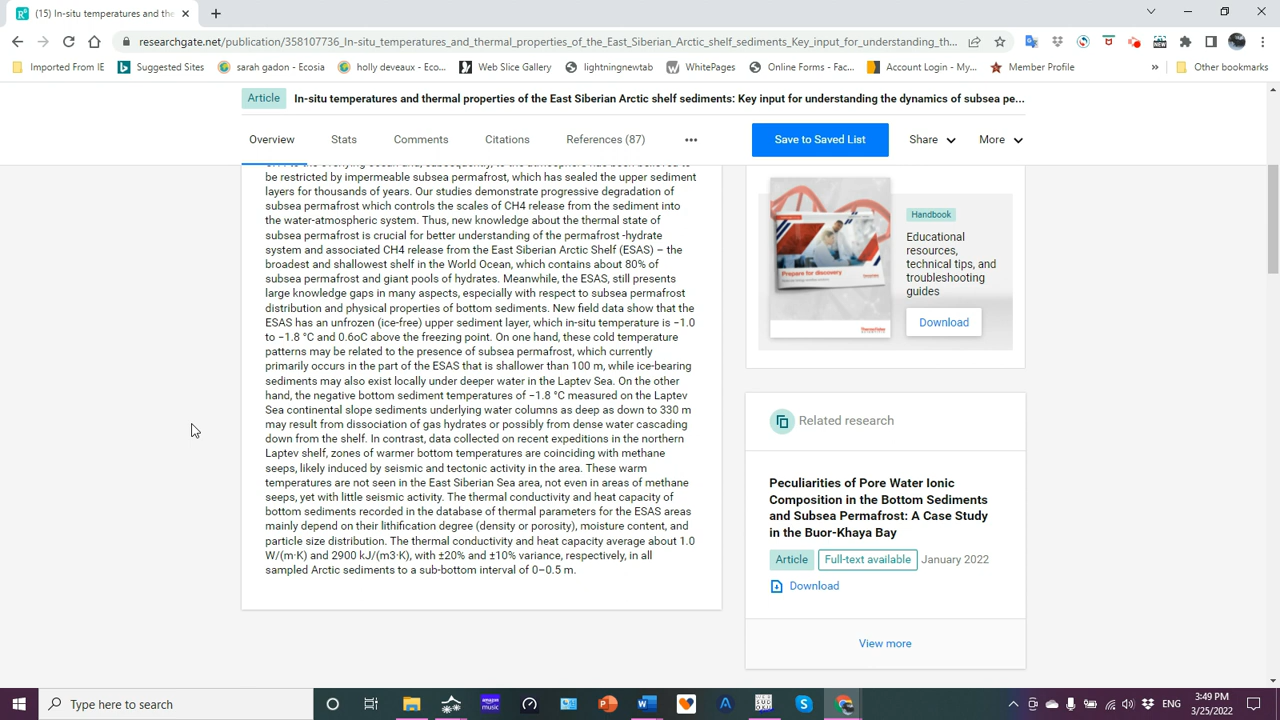 (15) In-situ temperatures and the
researchgate.net/publication/358107736_In-situ_temperatures_and_thermal_properties_of_the_East_Siberian_Arctic_shelf_sediments_Key_input_for_understanding_th...
Imported From IE
Suggested Sites
sarah gadon - Ecosia
holly deveaux - Eco...
Web Slice Gallery
lightningnewtab
WhitePages
Online Forms - Fac...
Account Login - My...
Member Profile
»
Other bookmarks
Article
In-situ temperatures and thermal properties of the East Siberian Arctic shelf sediments: Key input for understanding the dynamics of subsea pe...
Overview
Stats
Comments
Citations
References (87)
Save to Saved List
Share
More
be restricted by impermeable subsea permafrost, which has sealed the upper sediment
layers for thousands of years. Our studies demonstrate progressive degradation of
subsea permafrost which controls the scales of CH4 release from the sediment into
the water-atmospheric system. Thus, new knowledge about the thermal state of
subsea permafrost is crucial for better understanding of the permafrost -hydrate
system and associated CH4 release from the East Siberian Arctic Shelf (ESAS) – the
broadest and shallowest shelf in the World Ocean, which contains about 80% of
subsea permafrost and giant pools of hydrates. Meanwhile, the ESAS, still presents
large knowledge gaps in many aspects, especially with respect to subsea permafrost
distribution and physical properties of bottom sediments. New field data show that the
ESAS has an unfrozen (ice-free) upper sediment layer, which in-situ temperature is −1.0
to −1.8 °C and 0.6оС above the freezing point. On one hand, these cold temperature
patterns may be related to the presence of subsea permafrost, which currently
primarily occurs in the part of the ESAS that is shallower than 100 m, while ice-bearing
sediments may also exist locally under deeper water in the Laptev Sea. On the other
hand, the negative bottom sediment temperatures of −1.8 °C measured on the Laptev
Sea continental slope sediments underlying water columns as deep as down to 330 m
may result from dissociation of gas hydrates or possibly from dense water cascading
down from the shelf. In contrast, data collected on recent expeditions in the northern
Laptev shelf, zones of warmer bottom temperatures are coinciding with methane
seeps, likely induced by seismic and tectonic activity in the area. These warm
temperatures are not seen in the East Siberian Sea area, not even in areas of methane
seeps, yet with little seismic activity. The thermal conductivity and heat capacity of
bottom sediments recorded in the database of thermal parameters for the ESAS areas
mainly depend on their lithification degree (density or porosity), moisture content, and
particle size distribution. The thermal conductivity and heat capacity average about 1.0
W/(m·K) and 2900 kJ/(m3·K), with ±20% and ±10% variance, respectively, in all
sampled Arctic sediments to a sub-bottom interval of 0–0.5 m.
Prepare for discovery
Handbook
Educational
resources,
technical tips, and
troubleshooting
guides
Download
Related research
Peculiarities of Pore Water Ionic
Composition in the Bottom Sediments
and Subsea Permafrost: A Case Study
in the Buor-Khaya Bay
Article
Full-text available
January 2022
Download
View more
Type here to search
ENG
3:49 PM
3/25/2022